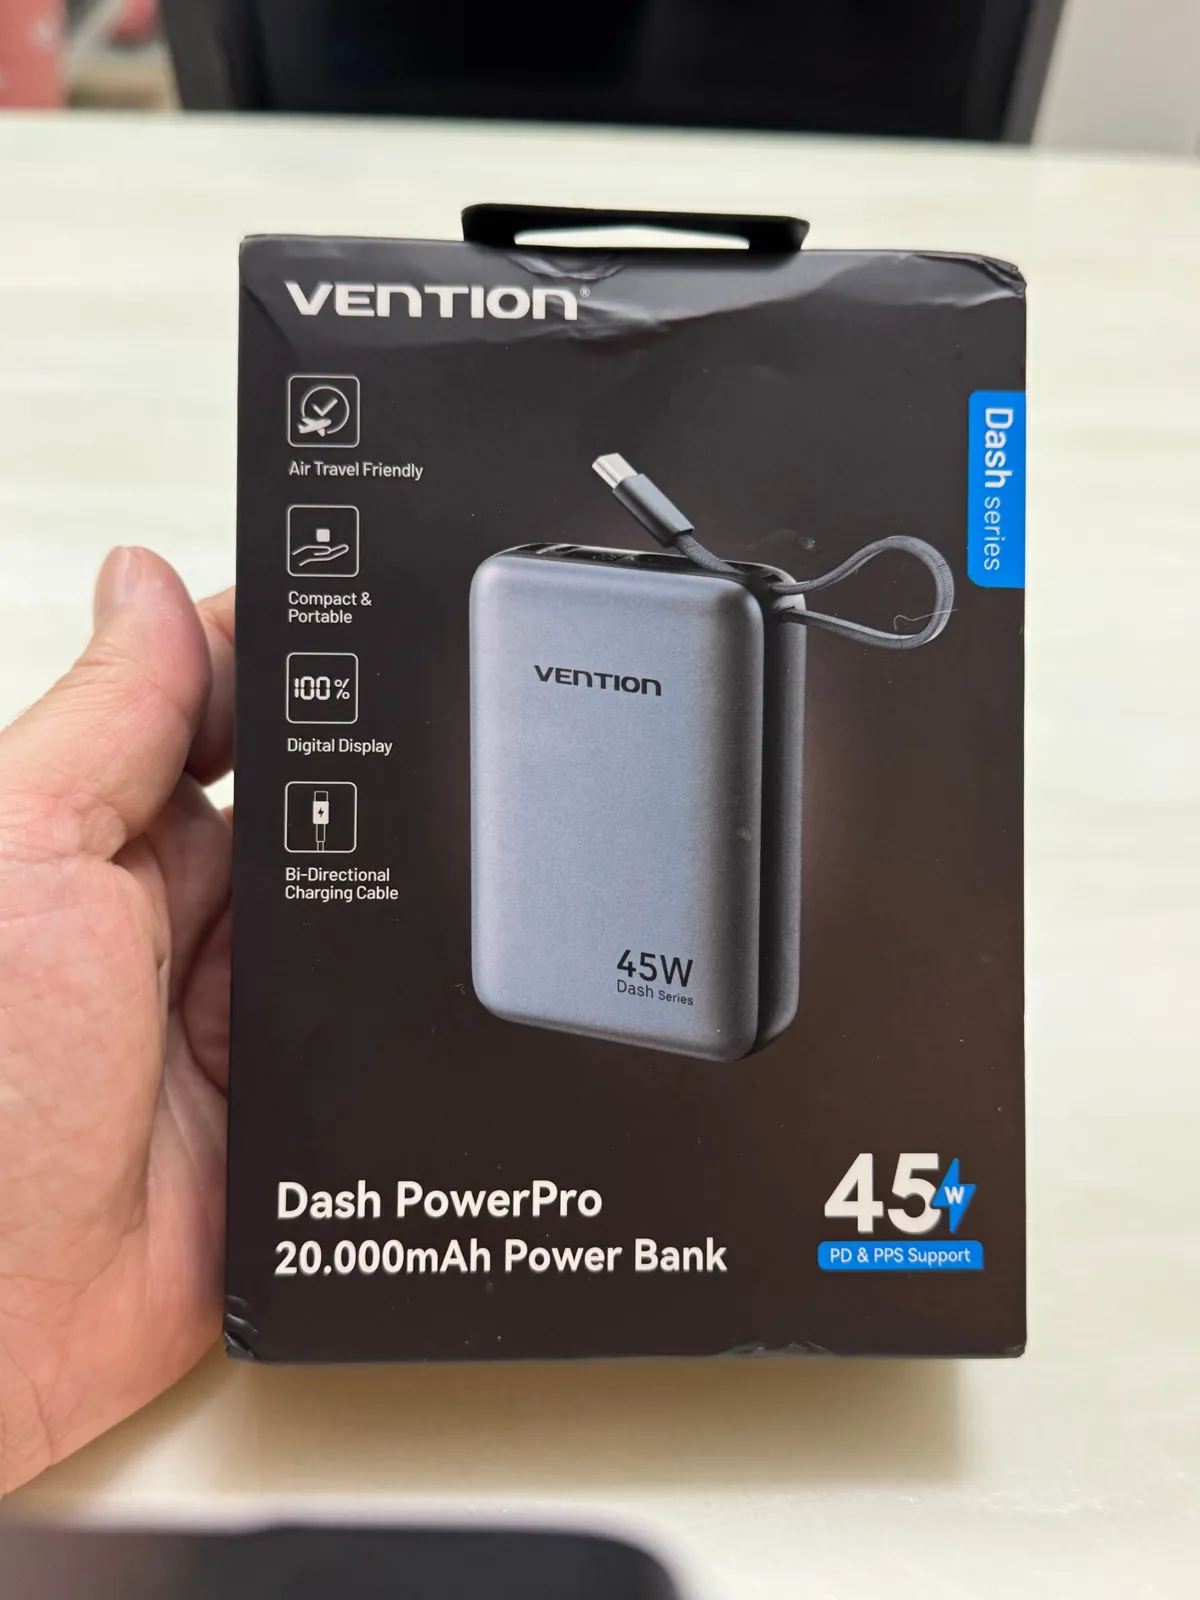 VENTION®
Air Travel Friendly
Compact &
Portable
100%
Digital Display
Bi-Directional
Charging Cable
Dash series
VENTION
45W
Dash Series
Dash PowerPro
20.000mAh Power Bank
45W
PD & PPS Support